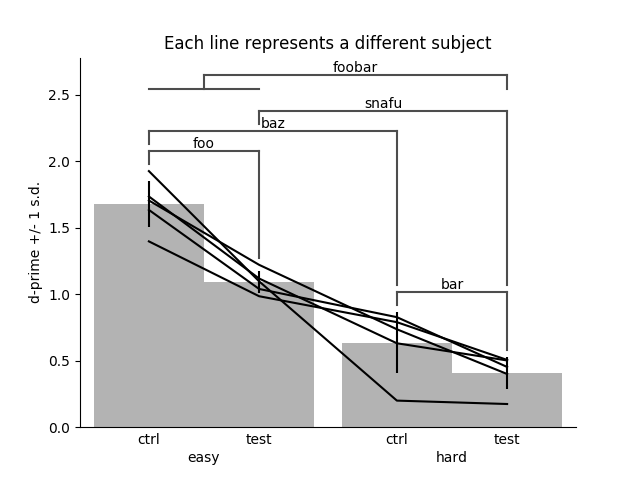 Each line represents a different subject
foobar
snafu
baz
foo
bar
d-prime +/- 1 s.d.
2.5
2.0
1.5
1.0
0.5
0.0
ctrl test ctrl test
easy hard